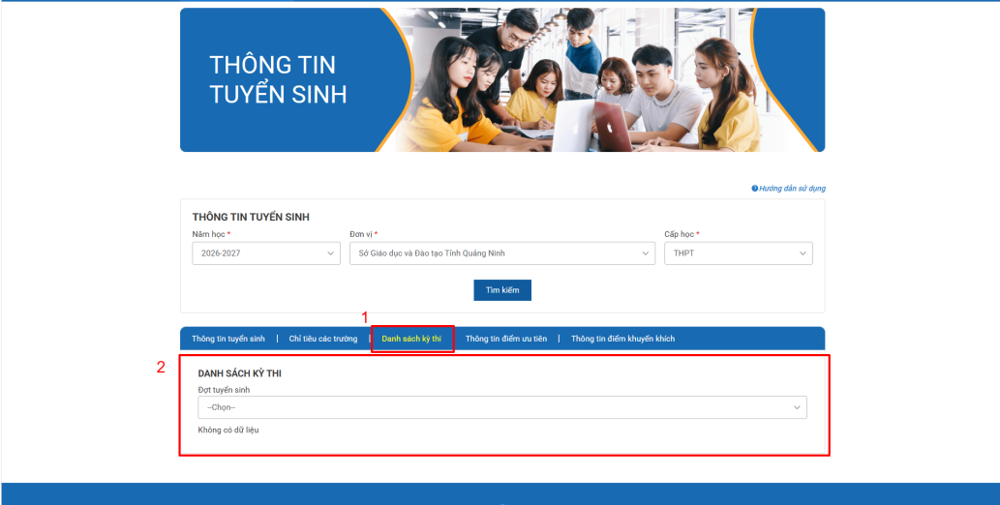 THÔNG TIN
TUYỂN SINH
Hướng dẫn sử dụng
THÔNG TIN TUYỂN SINH
Năm học * Đơn vị * Cấp học *
2026-2027 Sở Giáo dục và Đào tạo Tỉnh Quảng Ninh THPT
Tìm kiếm
1
Thông tin tuyển sinh | Chỉ tiêu các trường | Danh sách kỳ thi Thông tin điểm ưu tiên | Thông tin điểm khuyến khích
2
DANH SÁCH KỲ THI
Đợt tuyển sinh
--Chọn--
Không có dữ liệu